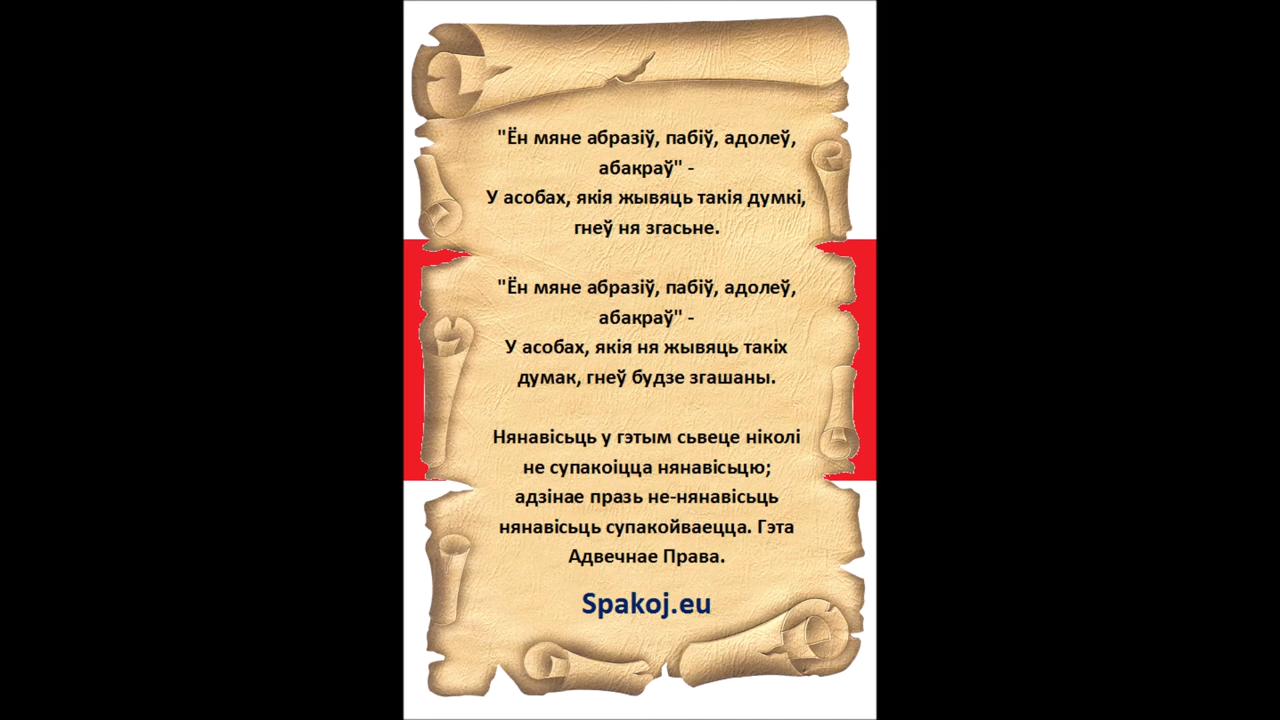 "Ён мяне абразіў, пабіў, адолеў,
абакраў" -
У асобах, якія жывяць такія думкі,
гнеў ня згасьне.
"Ён мяне абразіў, пабіў, адолеў,
абакраў" -
У асобах, якія ня жывяць такіх
думак, гнеў будзе згашаны.
Нянавісьць у гэтым сьвеце ніколі
не супакоіцца нянавісьцю;
адзінае празь не-нянавісьць
нянавісьць супакойваецца. Гэта
Адвечнае Права.
Spakoj.eu